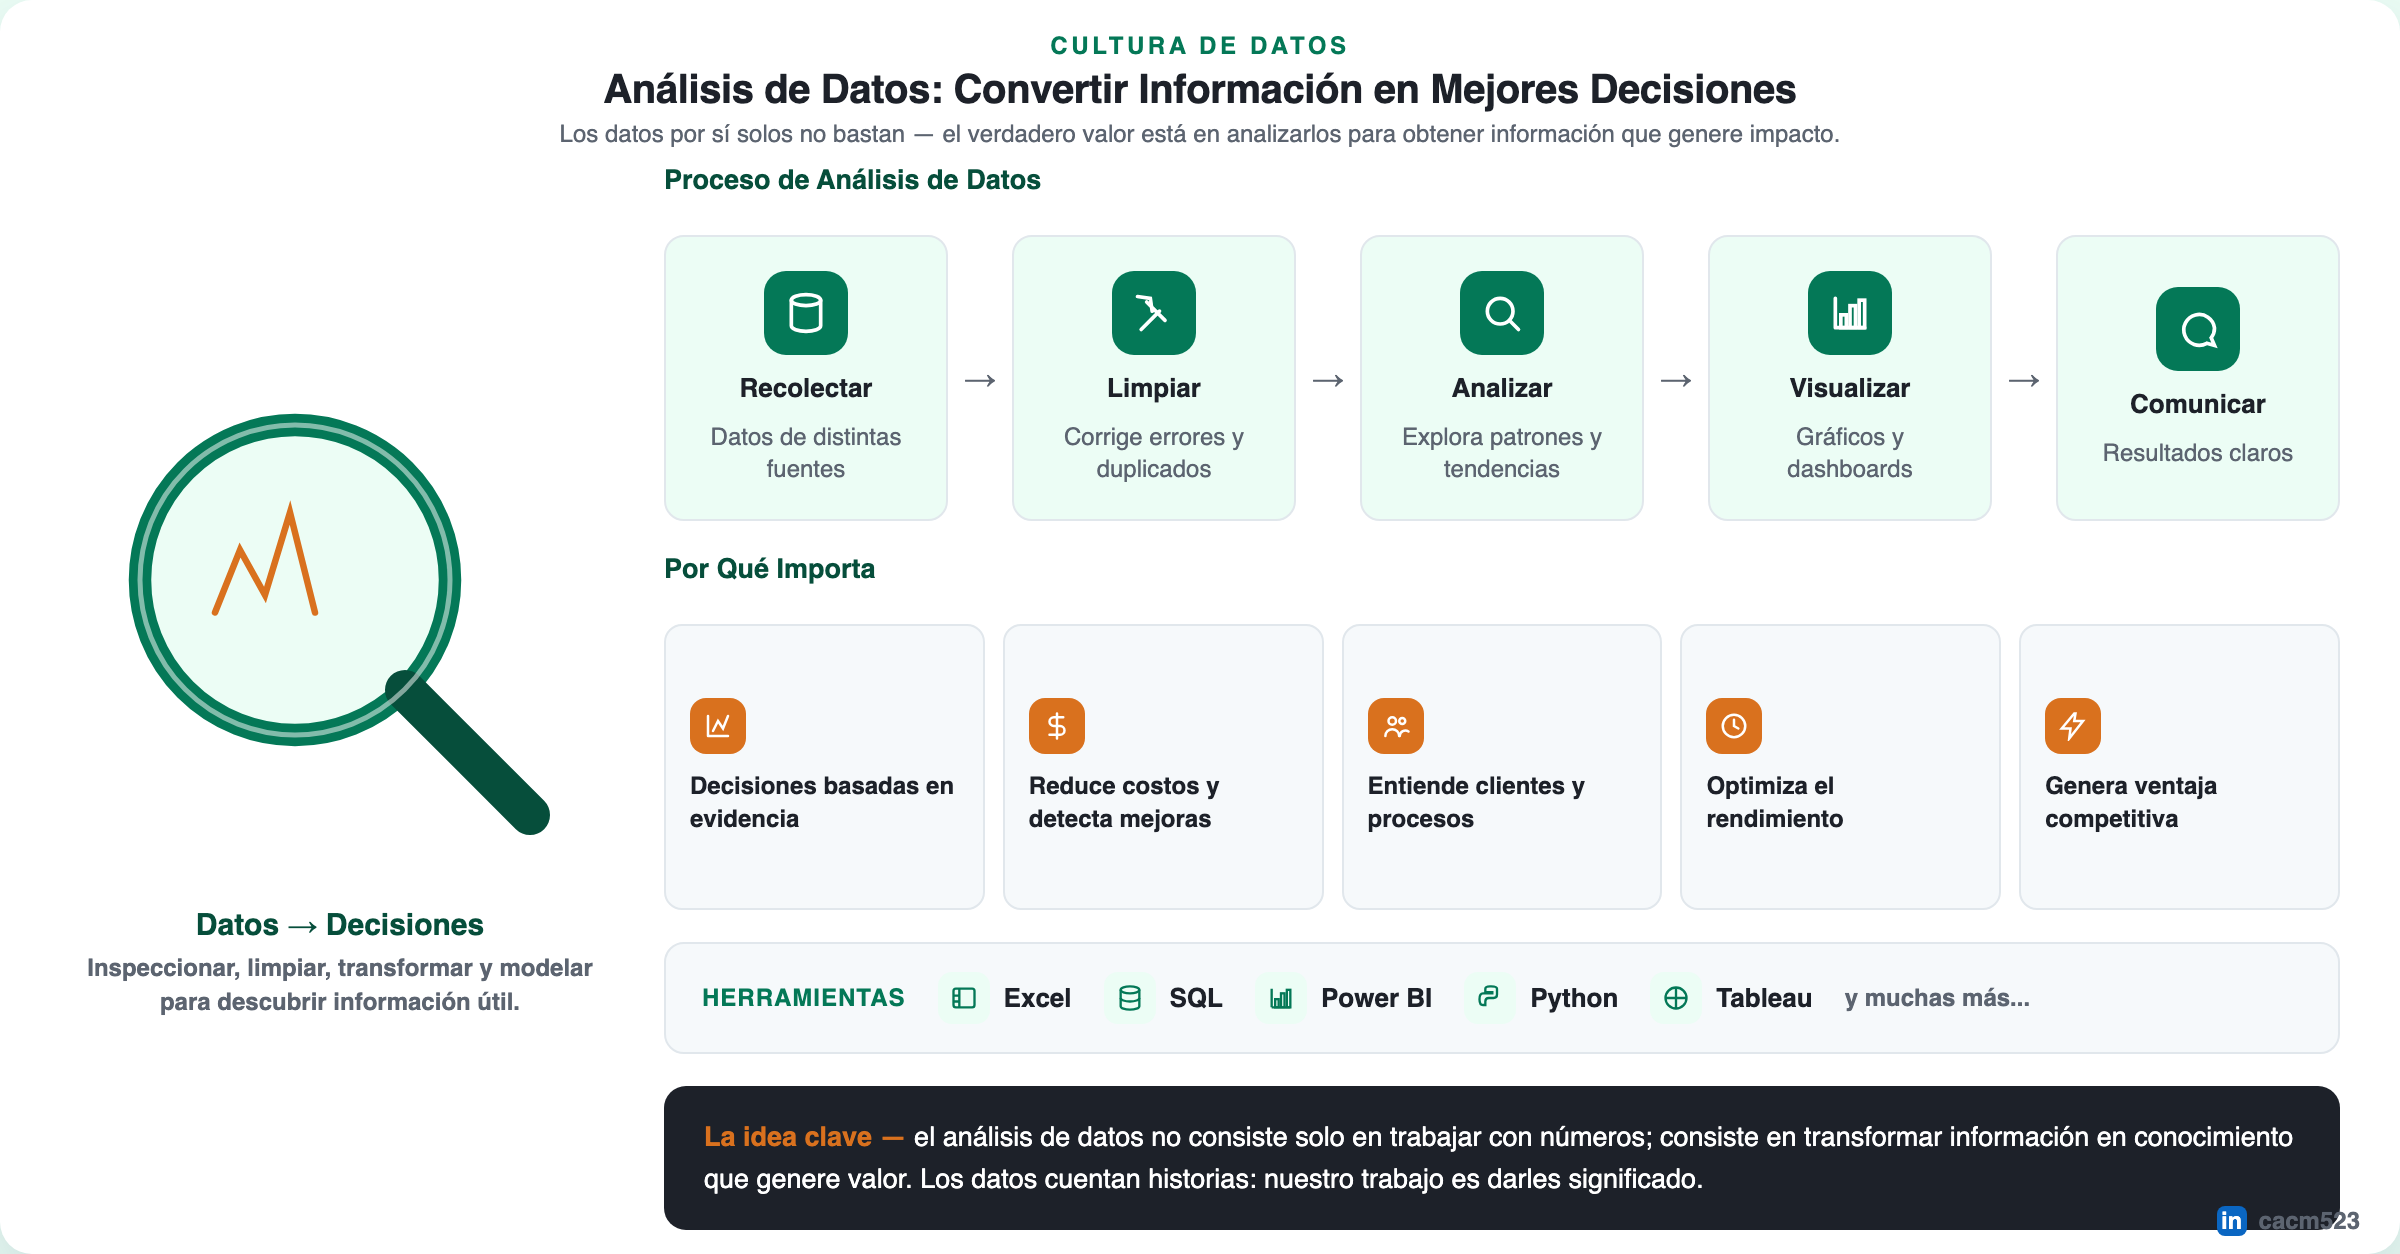 CULTURA DE DATOS
Análisis de Datos: Convertir Información en Mejores Decisiones
Los datos por sí solos no bastan — el verdadero valor está en analizarlos para obtener información que genere impacto.
Datos → Decisiones
Inspeccionar, limpiar, transformar y modelar
para descubrir información útil.
Proceso de Análisis de Datos
Recolectar
Datos de distintas
fuentes
→
Limpiar
Corrige errores y
duplicados
→
Analizar
Explora patrones y
tendencias
→
Visualizar
Gráficos y
dashboards
→
Comunicar
Resultados claros
Por Qué Importa
Decisiones basadas en
evidencia
Reduce costos y
detecta mejoras
Entiende clientes y
procesos
Optimiza el
rendimiento
Genera ventaja
competitiva
HERRAMIENTAS Excel SQL Power BI Python Tableau y muchas más...
La idea clave — el análisis de datos no consiste solo en trabajar con números; consiste en transformar información en conocimiento
que genere valor. Los datos cuentan historias: nuestro trabajo es darles significado.
in cacm523